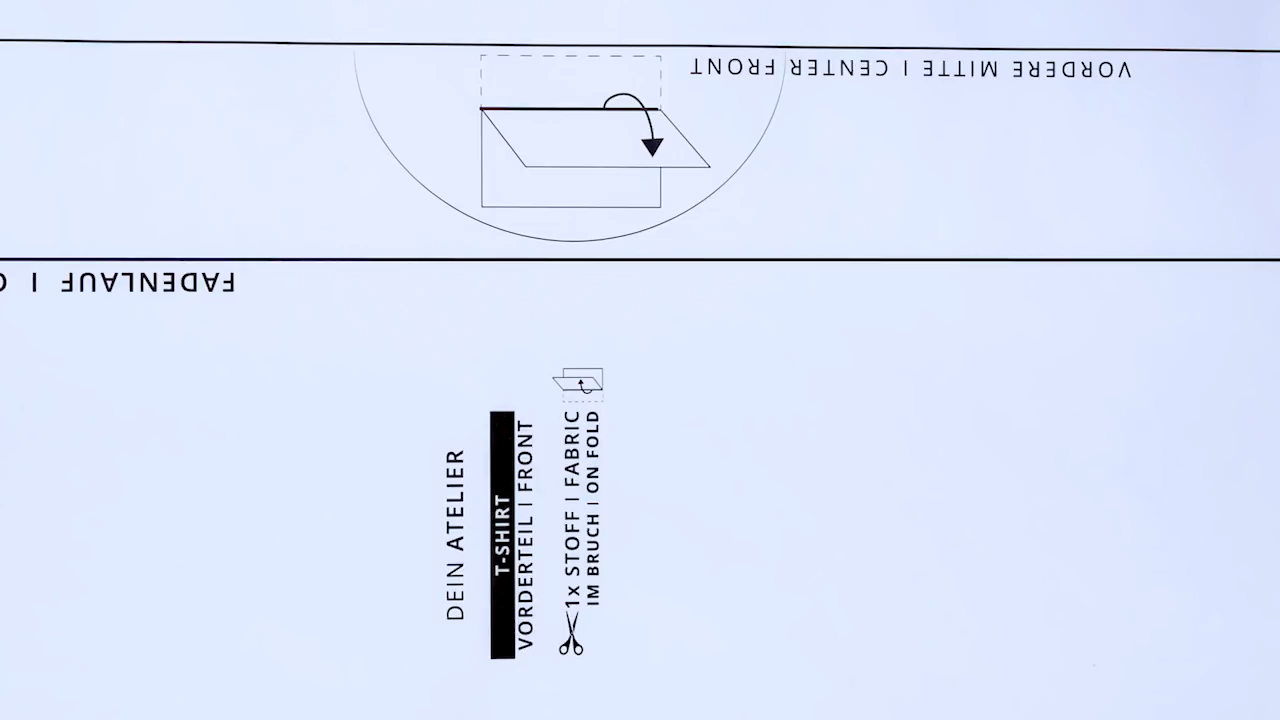 VORDERE MITTE I CENTER FRONT
FADENLAUF I
DEIN ATELIER
T-SHIRT
VORDERTEIL I FRONT
1x STOFF I FABRIC
IM BRUCH I ON FOLD